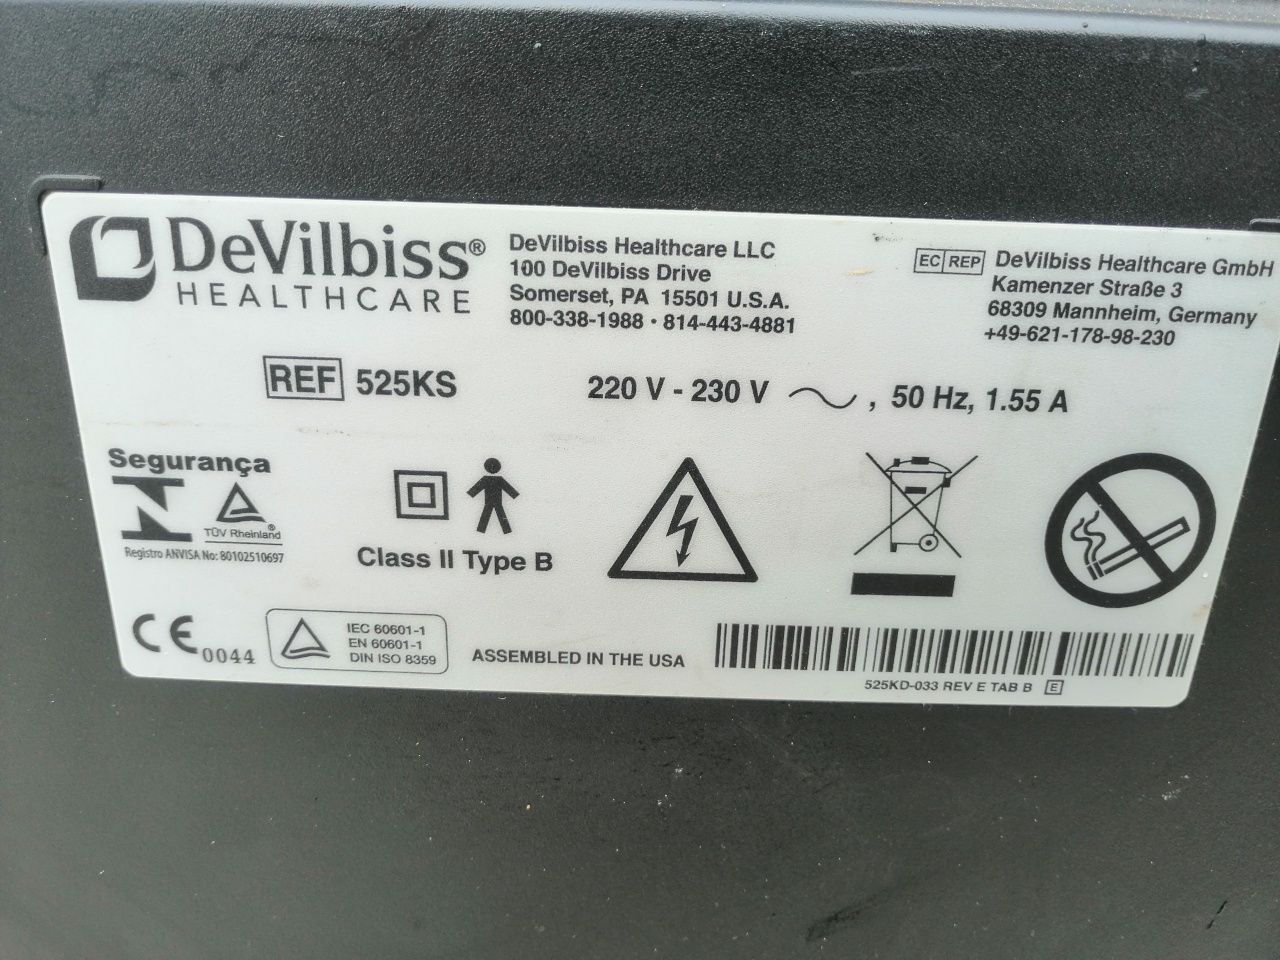 DeVilbiss®
HEALTHCARE
DeVilbiss Healthcare LLC
100 DeVilbiss Drive
Somerset, PA 15501 U.S.A.
800-338-1988 • 814-443-4881
EC REP DeVilbiss Healthcare GmbH
Kamenzer Straße 3
68309 Mannheim, Germany
+49-621-178-98-230
REF 525KS
220 V - 230 V ~, 50 Hz, 1.55 A
Segurança
TÜV Rheinland®
Registro ANVISA No: 80102510697
Class II Type B
CE 0044
IEC 60601-1
EN 60601-1
DIN ISO 8359
ASSEMBLED IN THE USA
525KD-033 REV E TAB B E